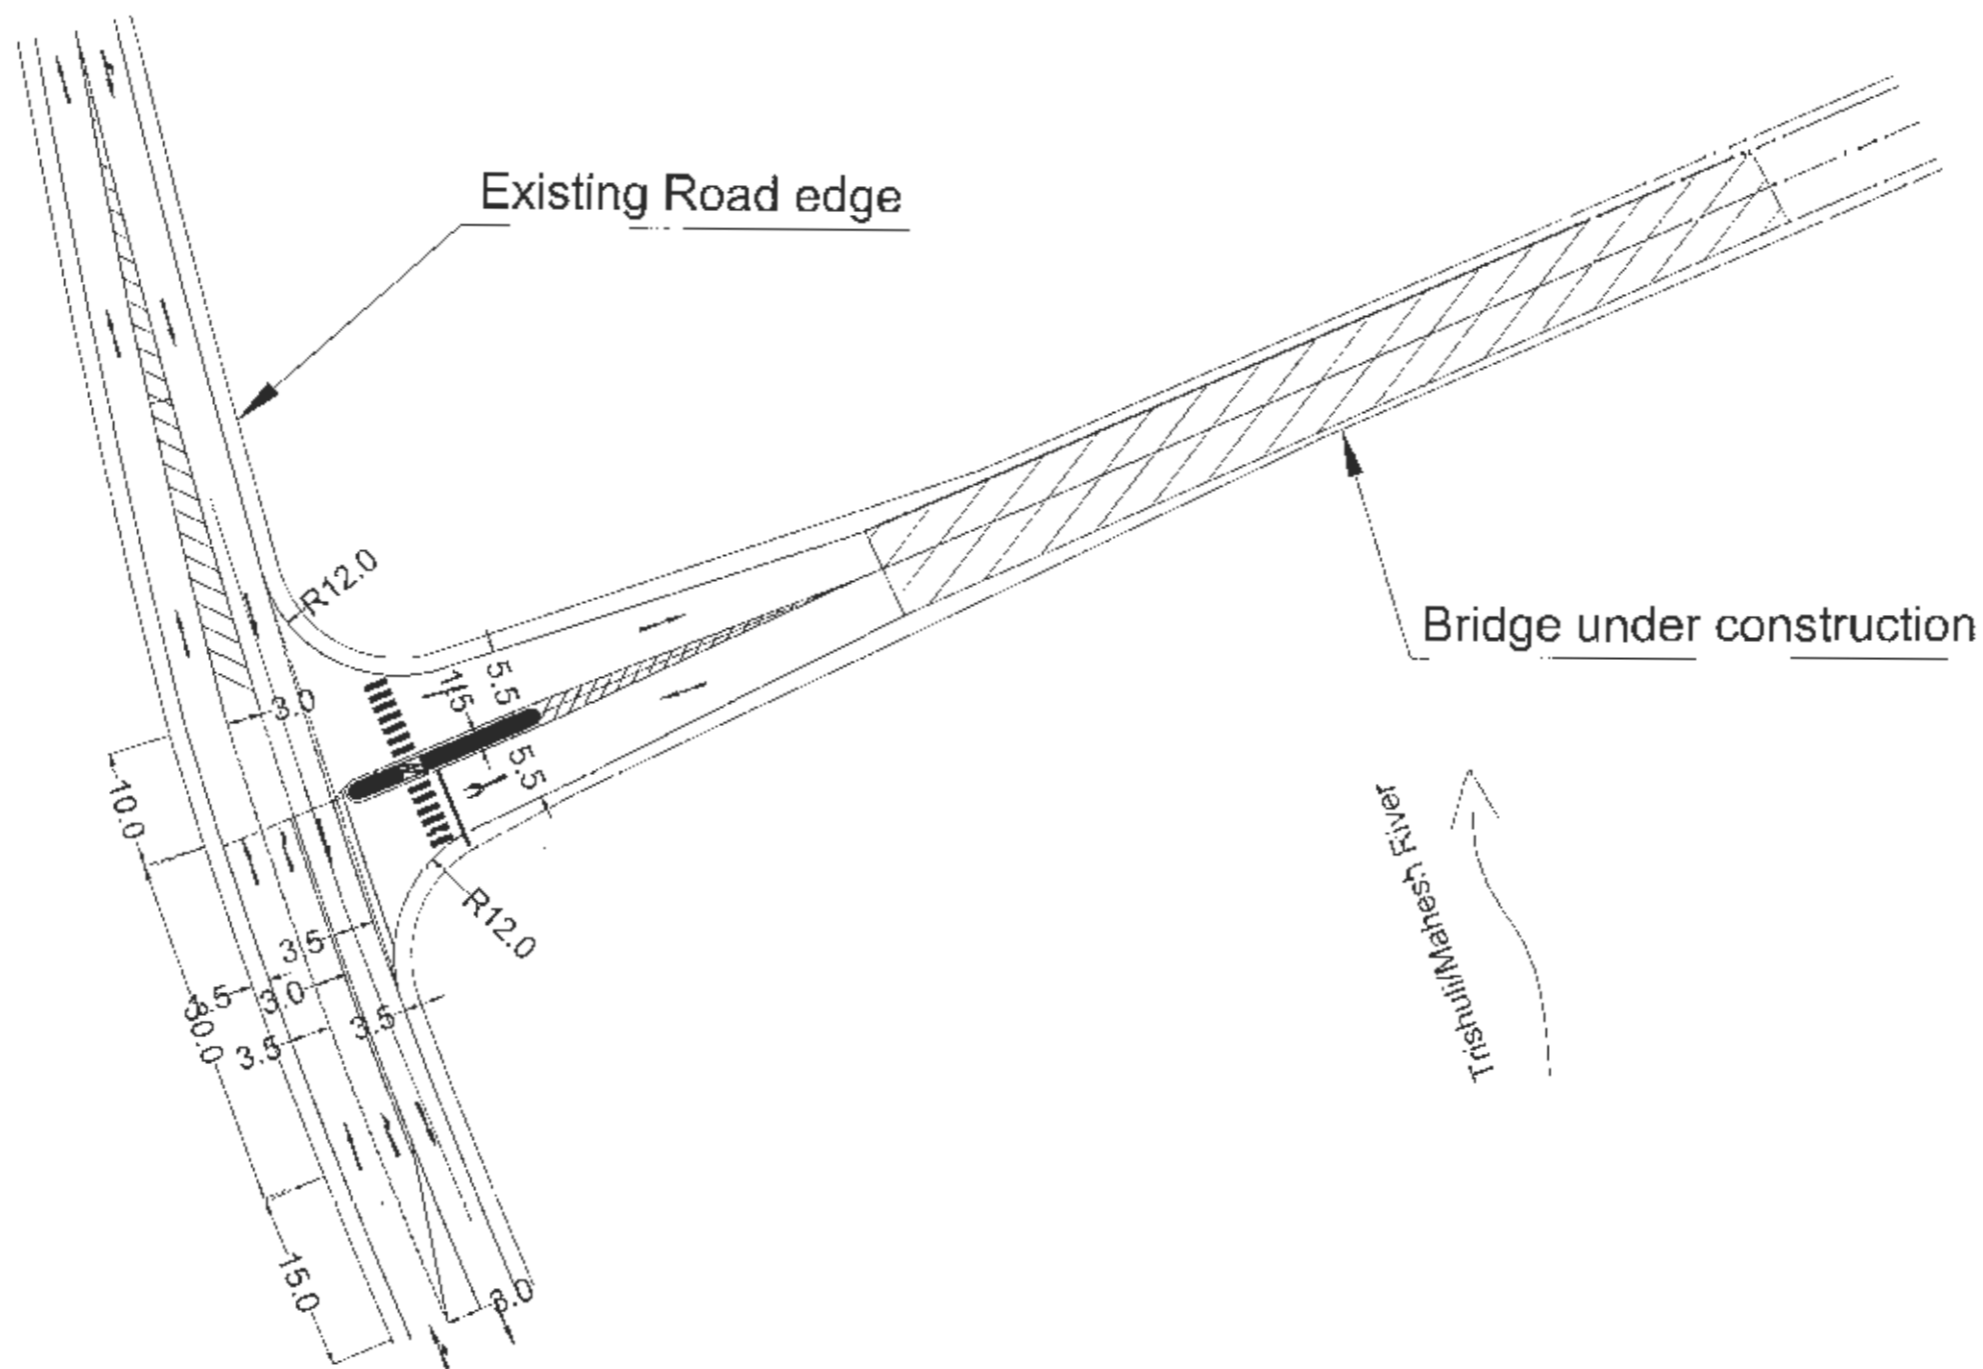 Existing Road edge
R12.0
5.5
1.5
3.0
5.5
Bridge under construction
10.0
R12.0
Trishuli/Mahesh River
3.5
3.0
3.5
30.0
3.5
3.5
15.0
3.0